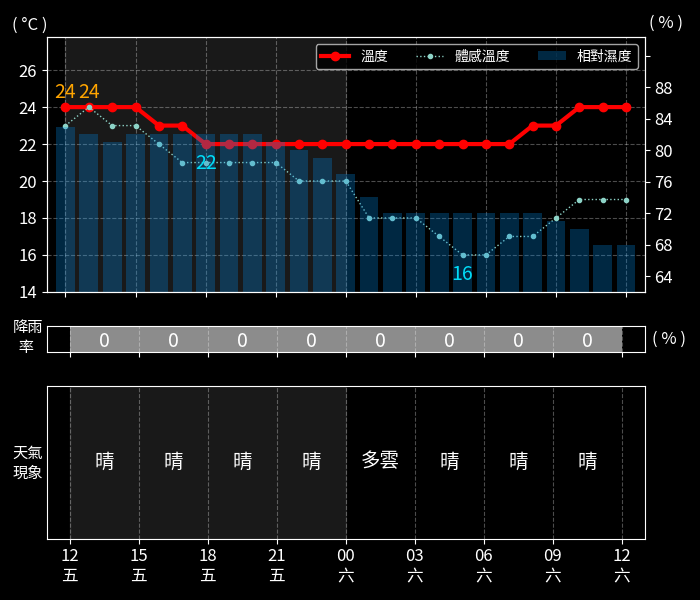 ( °C )
( % )
溫度 體感溫度 相對濕度
26
24
22
20
18
16
14
88
84
80
76
72
68
64
24 24
22
16
降雨
率
0 0 0 0 0 0 0 0
( % )
天氣
現象
晴 晴 晴 晴 多雲 晴 晴 晴
12 15 18 21 00 03 06 09 12
五 五 五 五 六 六 六 六 六